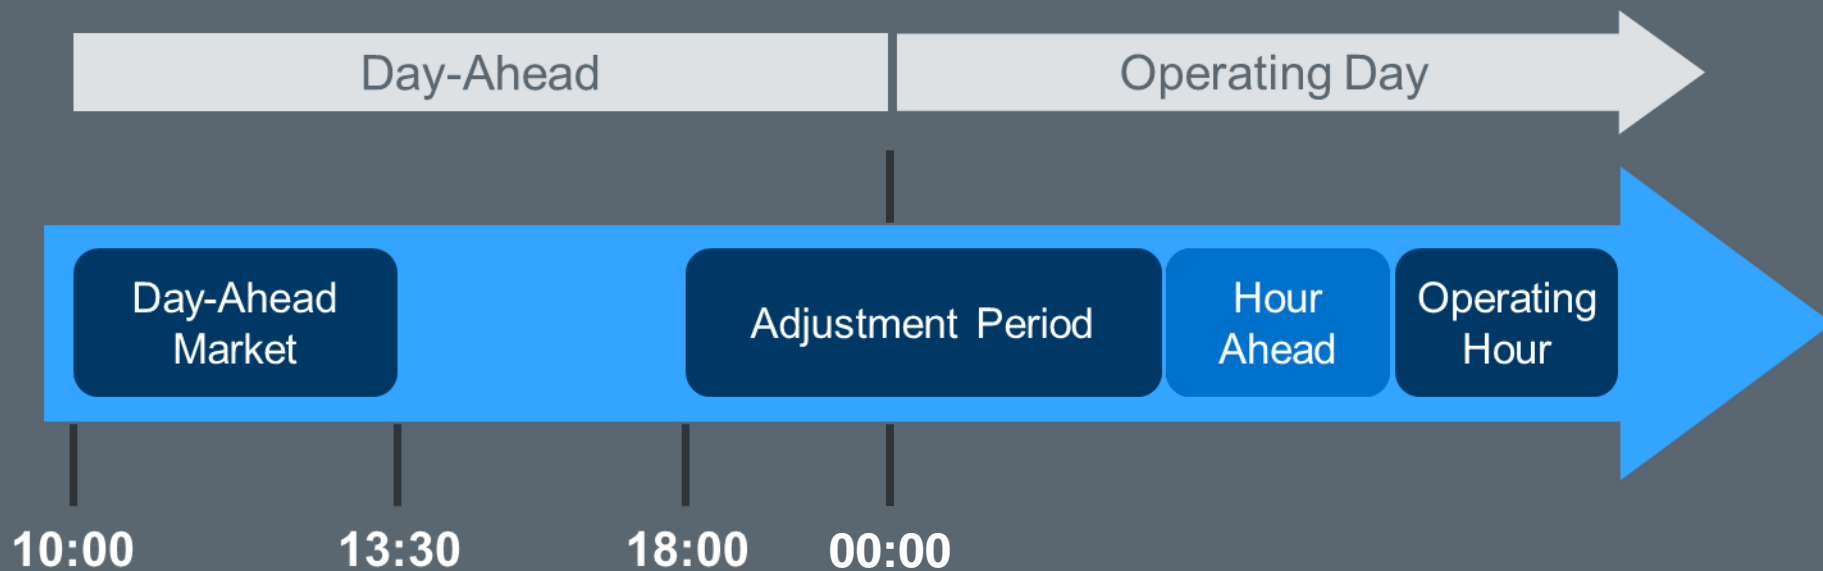 Day-Ahead
Operating Day
Day-Ahead
Market
Adjustment Period
Hour
Ahead
Operating
Hour
10:00
13:30
18:00
00:00